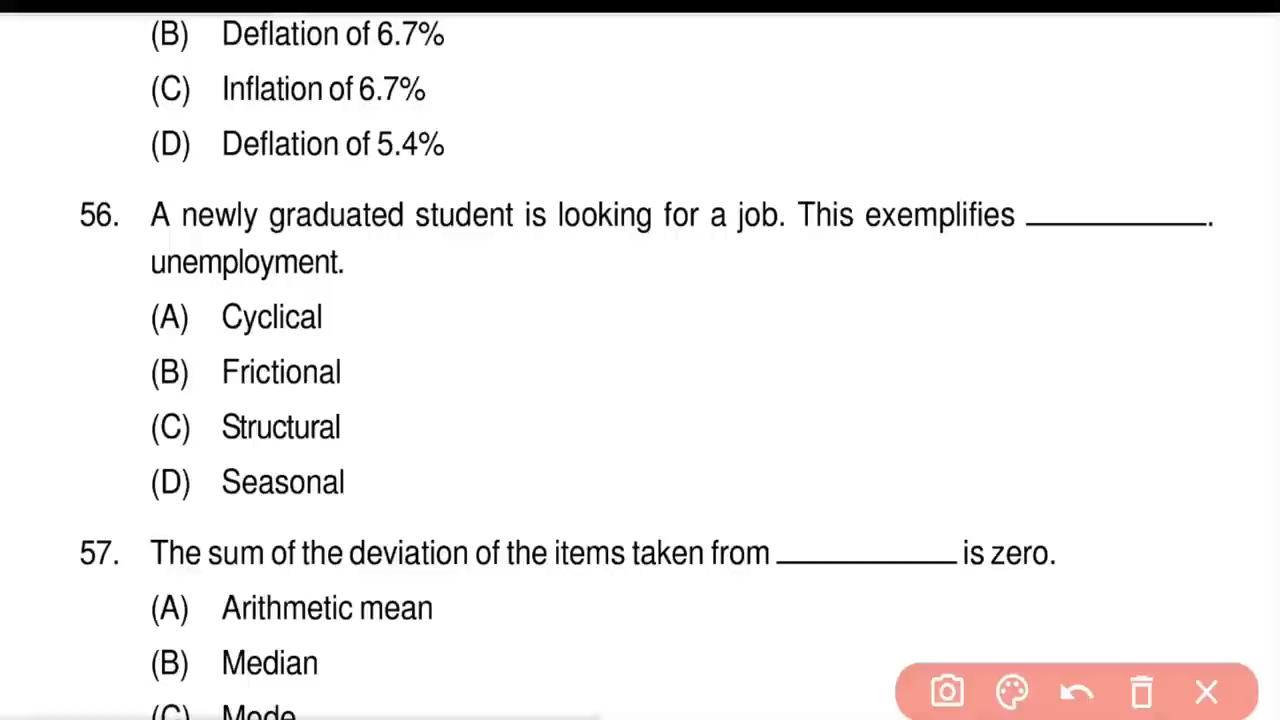 (B) Deflation of 6.7%
(C) Inflation of 6.7%
(D) Deflation of 5.4%
56. A newly graduated student is looking for a job. This exemplifies ____________.
unemployment.
(A) Cyclical
(B) Frictional
(C) Structural
(D) Seasonal
57. The sum of the deviation of the items taken from ____________ is zero.
(A) Arithmetic mean
(B) Median
(C) Mode